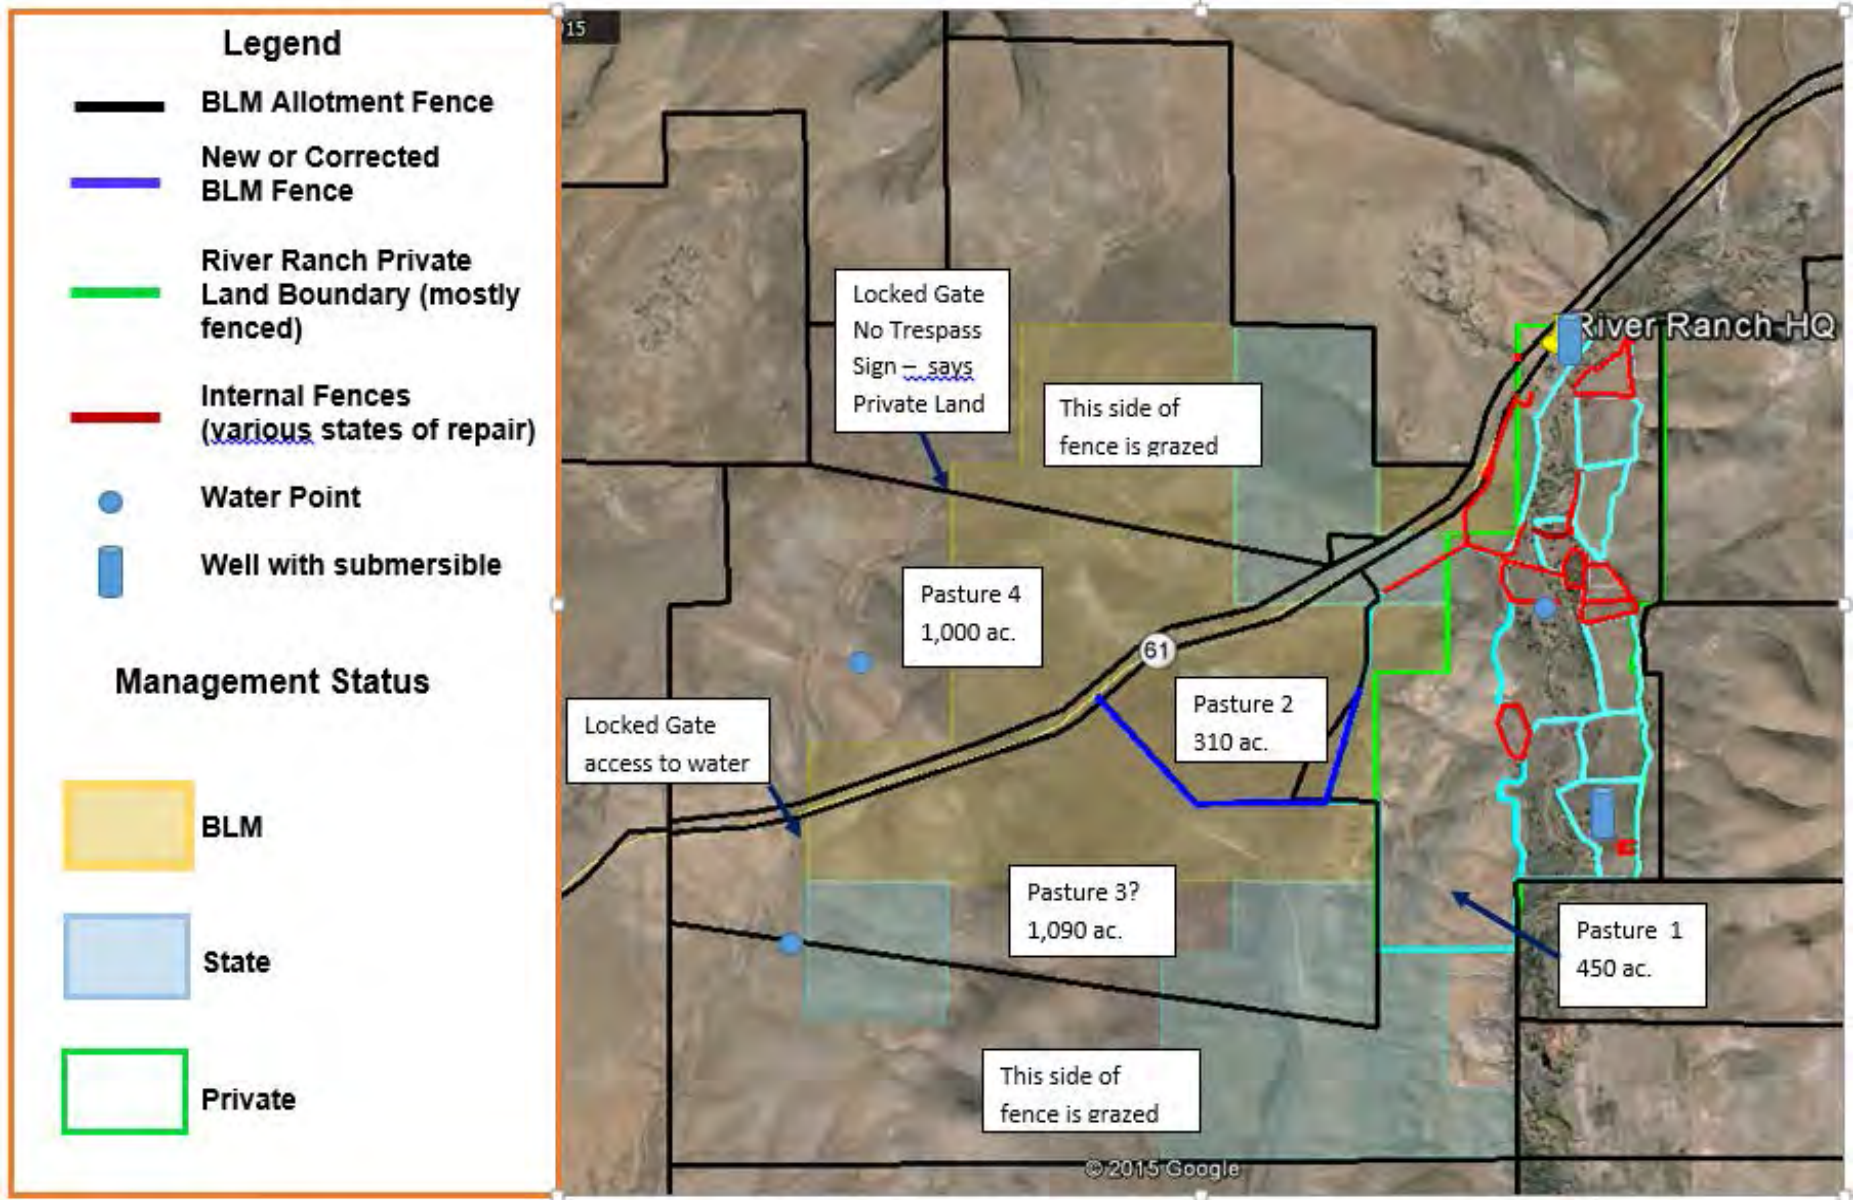 Legend
BLM Allotment Fence
New or Corrected
BLM Fence
River Ranch Private
Land Boundary (mostly
fenced)
Internal Fences
(various states of repair)
Water Point
Well with submersible
Management Status
BLM
State
Private
15
Locked Gate
No Trespass
Sign – says
Private Land
This side of
fence is grazed
River Ranch HQ
Pasture 4
1,000 ac.
61
Pasture 2
310 ac.
Locked Gate
access to water
Pasture 3?
1,090 ac.
Pasture 1
450 ac.
This side of
fence is grazed
© 2015 Google